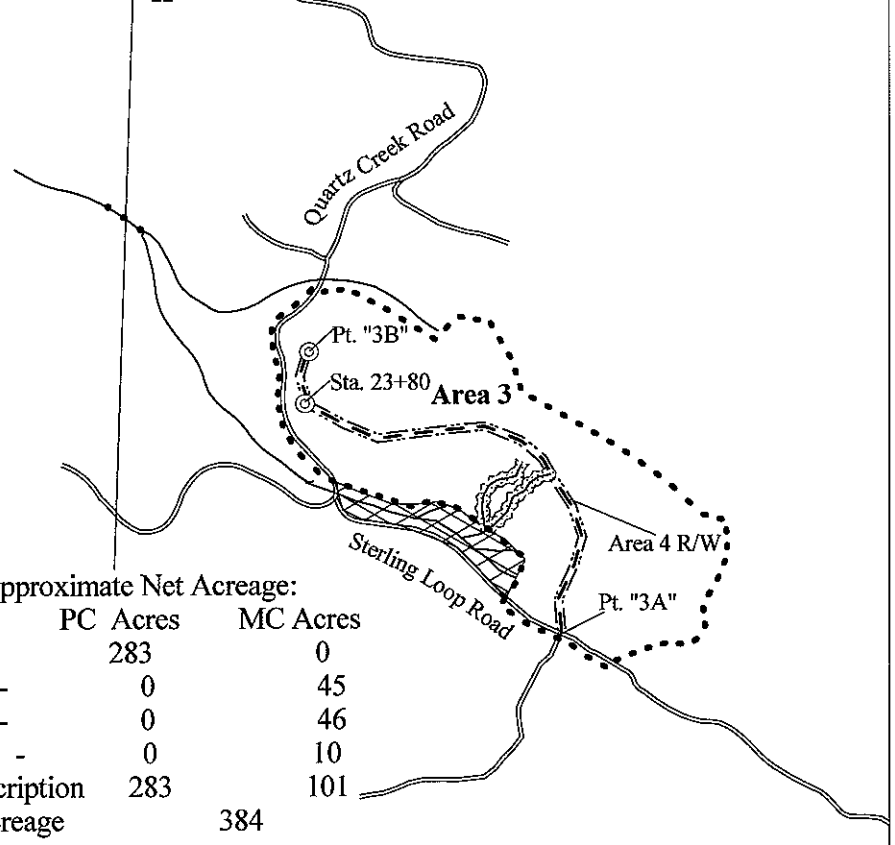 Quartz Creek Road
Pt. "3B"
Sta. 23+80
Area 3
Area 4 R/W
Sterling Loop Road
Pt. "3A"
pproximate Net Acreage:
PC Acres MC Acres
283 0
- 0 45
- 0 46
- 0 10
cription 283 101
reage 384